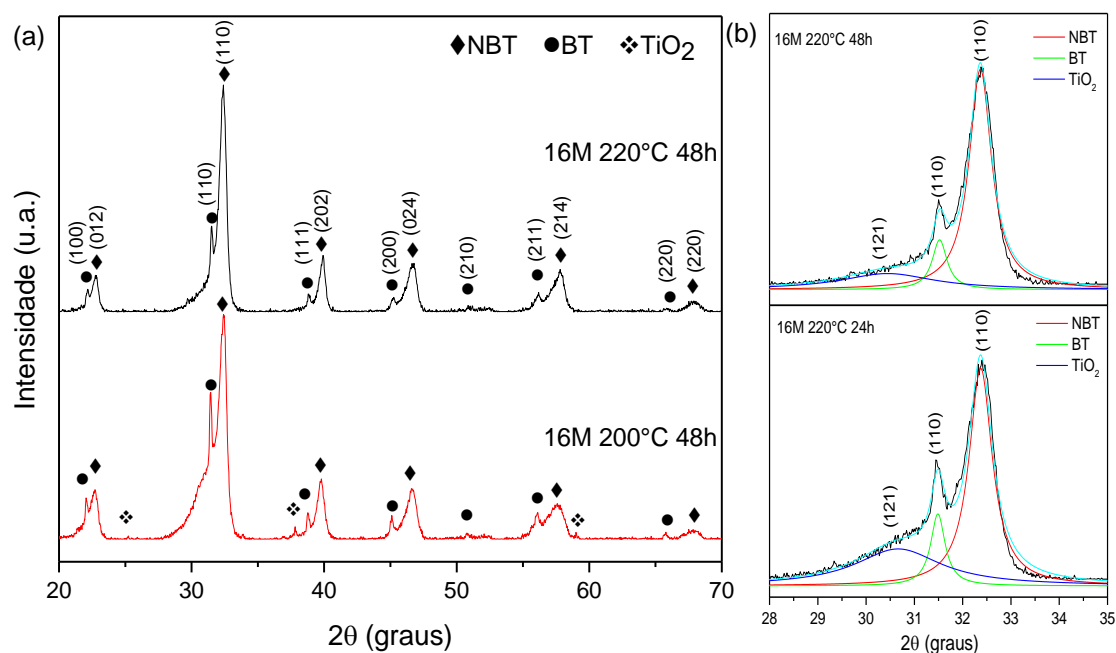 (a)
NBT BT TiO2
(110)
16M 220°C 48h
(110)
(100)
(012)
(111)
(202)
(200)
(024)
(210)
(211)
(214)
(220)
(220)
16M 200°C 48h
Intensidade (u.a.)
20 30 40 50 60 70
2θ (graus)
(b)
16M 220°C 48h
(110)
NBT
BT
TiO2
(110)
(121)
16M 220°C 24h
(110)
NBT
BT
TiO2
(110)
(121)
28 29 30 31 32 33 34 35
2θ (graus)